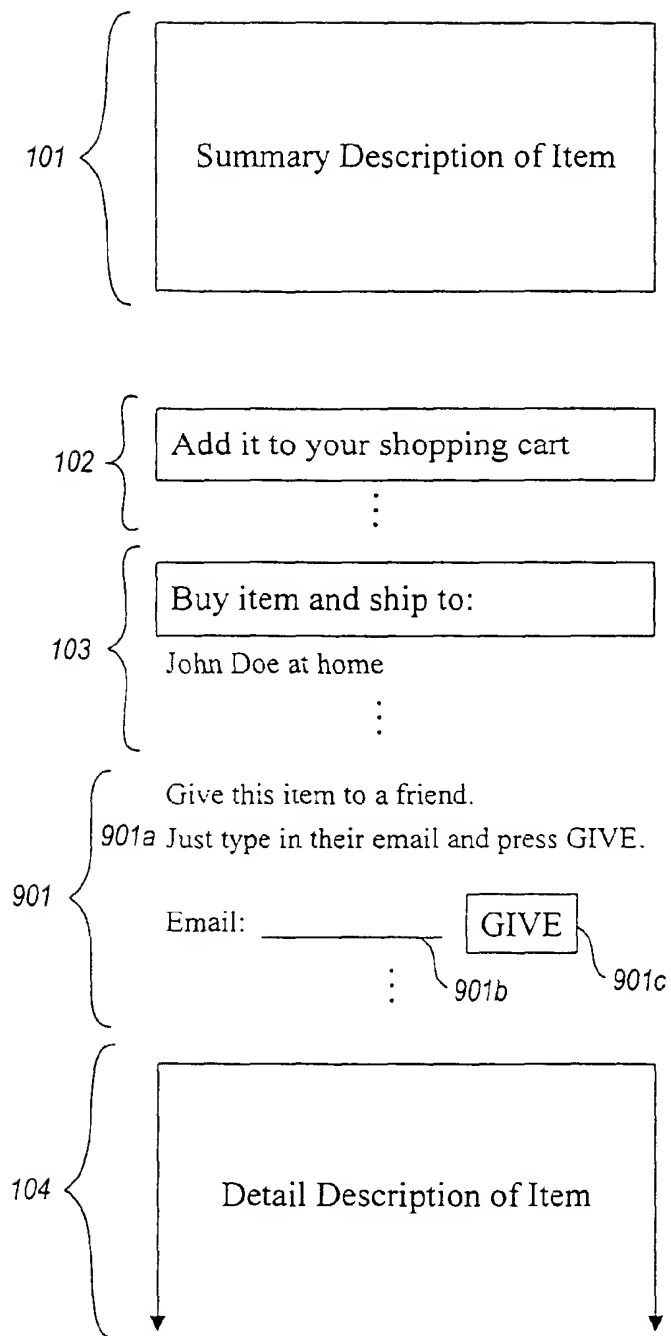 101 Summary Description of Item
102 Add it to your shopping cart
103 Buy item and ship to:
John Doe at home
Give this item to a friend.
901a Just type in their email and press GIVE.
901
Email: GIVE
901b 901c
104 Detail Description of Item